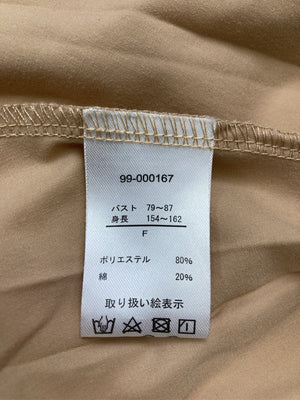 99-000167
バスト 79〜87
身長 154〜162
F
ポリエステル 80%
綿 20%
取り扱い絵表示